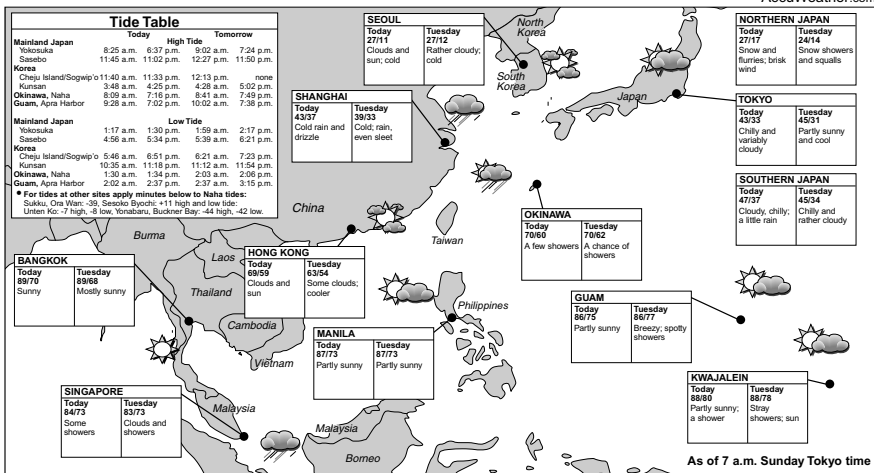 AccuWeather.com
Tide Table
Today Tomorrow
Mainland Japan High Tide
Yokosuka 8:25 a.m. 6:37 p.m. 9:02 a.m. 7:24 p.m.
Sasebo 11:45 a.m. 11:02 p.m. 12:27 p.m. 11:50 p.m.
Korea
Cheju Island/Sogwip'o 11:40 a.m. 11:33 p.m. 12:13 p.m. none
Kunsan 3:48 a.m. 4:25 p.m. 4:28 a.m. 5:02 p.m.
Okinawa, Naha 8:09 a.m. 7:16 p.m. 8:41 a.m. 7:49 p.m.
Guam, Apra Harbor 9:28 a.m. 7:02 p.m. 10:02 a.m. 7:38 p.m.
Mainland Japan Low Tide
Yokosuka 1:17 a.m. 1:30 p.m. 1:59 a.m. 2:17 p.m.
Sasebo 4:56 a.m. 5:34 p.m. 5:39 a.m. 6:21 p.m.
Korea
Cheju Island/Sogwip'o 5:46 a.m. 6:51 p.m. 6:21 a.m. 7:23 p.m.
Kunsan 10:35 a.m. 11:18 p.m. 11:12 a.m. 11:54 p.m.
Okinawa, Naha 1:30 a.m. 1:34 p.m. 2:03 a.m. 2:06 p.m.
Guam, Apra Harbor 2:02 a.m. 2:37 p.m. 2:37 a.m. 3:15 p.m.
• For tides at other sites apply minutes below to Naha tides:
Sukku, Ora Wan: -39, Sesoko Byochi: +11 high and low tide:
Unten Ko: -7 high, -8 low, Yonabaru, Buckner Bay: -44 high, -42 low.
SEOUL
Today Tuesday
27/11 27/12
Clouds and Rather cloudy;
sun; cold cold
North
Korea
South
Korea
Japan
NORTHERN JAPAN
Today Tuesday
27/17 24/14
Snow and Snow showers
flurries; brisk and squalls
wind
SHANGHAI
Today Tuesday
43/37 39/33
Cold rain and Cold; rain,
drizzle even sleet
TOKYO
Today Tuesday
43/33 45/31
Chilly and Partly sunny
variably and cool
cloudy
SOUTHERN JAPAN
Today Tuesday
47/37 45/34
Cloudy, chilly; Chilly and
a little rain rather cloudy
China
Taiwan
OKINAWA
Today Tuesday
70/60 70/62
A few showers A chance of
showers
Burma
Laos
Thailand
Cambodia
Vietnam
HONG KONG
Today Tuesday
69/59 63/54
Clouds and Some clouds;
sun cooler
BANGKOK
Today Tuesday
89/70 89/68
Sunny Mostly sunny
Philippines
GUAM
Today Tuesday
86/75 86/77
Partly sunny Breezy; spotty
showers
MANILA
Today Tuesday
87/73 87/73
Partly sunny Partly sunny
KWAJALEIN
Today Tuesday
88/80 88/78
Partly sunny; Stray
a shower showers; sun
SINGAPORE
Today Tuesday
84/73 83/73
Some Clouds and
showers showers
Malaysia
Malaysia
Borneo
As of 7 a.m. Sunday Tokyo time